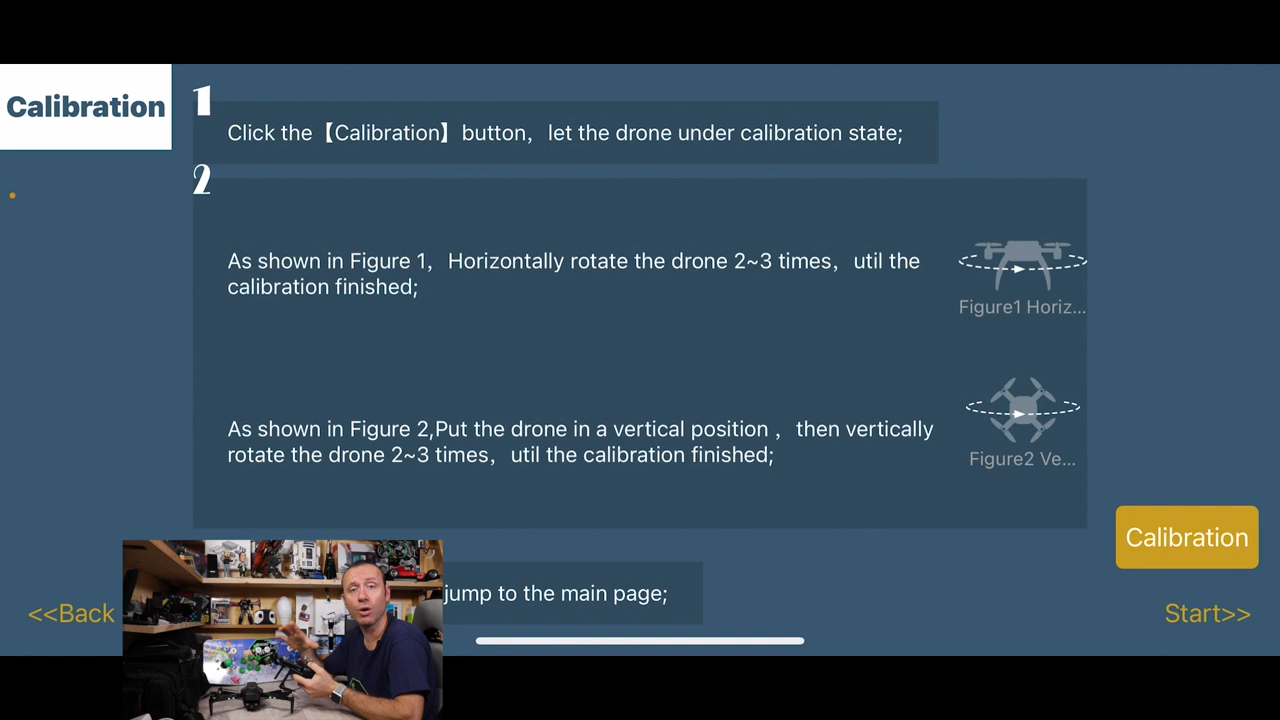 Calibration
1
Click the【Calibration】button，let the drone under calibration state;
2
As shown in Figure 1，Horizontally rotate the drone 2~3 times，util the
calibration finished;
Figure1 Horiz...
As shown in Figure 2,Put the drone in a vertical position，then vertically
rotate the drone 2~3 times，util the calibration finished;
Figure2 Ve...
Calibration
jump to the main page;
<<Back
Start>>